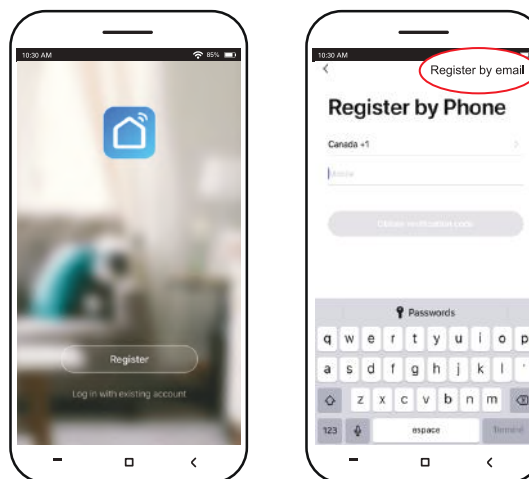 10:30 AM 85%
Register
Log in with existing account
10:30 AM
Register by email
Register by Phone
Canada +1
Mobile
Obtain verification code
Passwords
q w e r t y u i o p
a s d f g h j k l '
z x c v b n m
123 espace Terminé